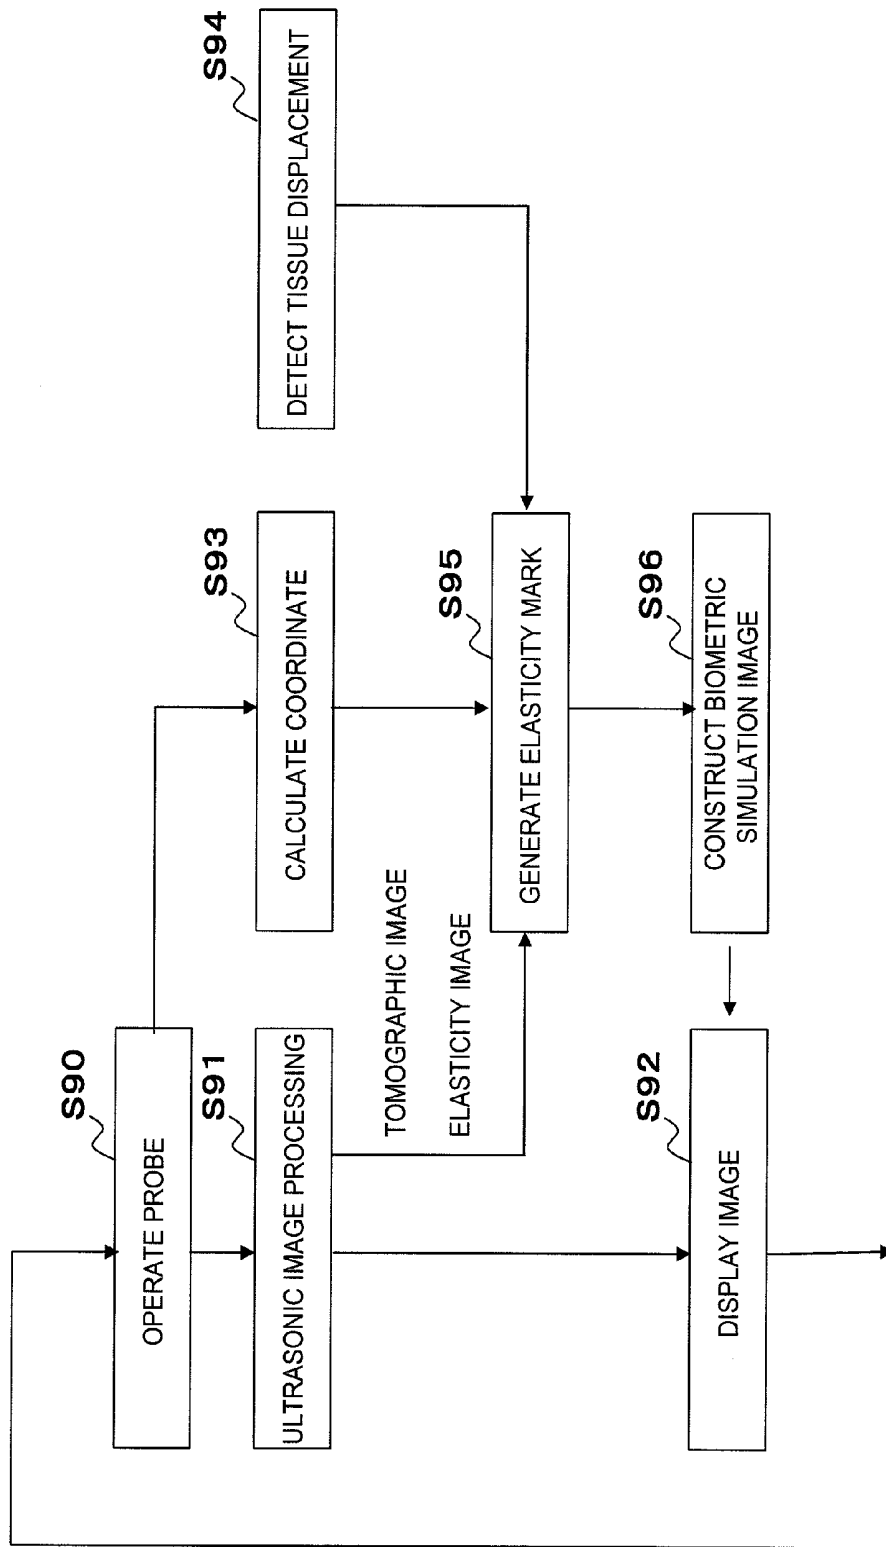 S90
OPERATE PROBE
S91
ULTRASONIC IMAGE PROCESSING
S93
CALCULATE COORDINATE
S94
DETECT TISSUE DISPLACEMENT
TOMOGRAPHIC IMAGE
ELASTICITY IMAGE
S95
GENERATE ELASTICITY MARK
S92
DISPLAY IMAGE
S96
CONSTRUCT BIOMETRIC
SIMULATION IMAGE